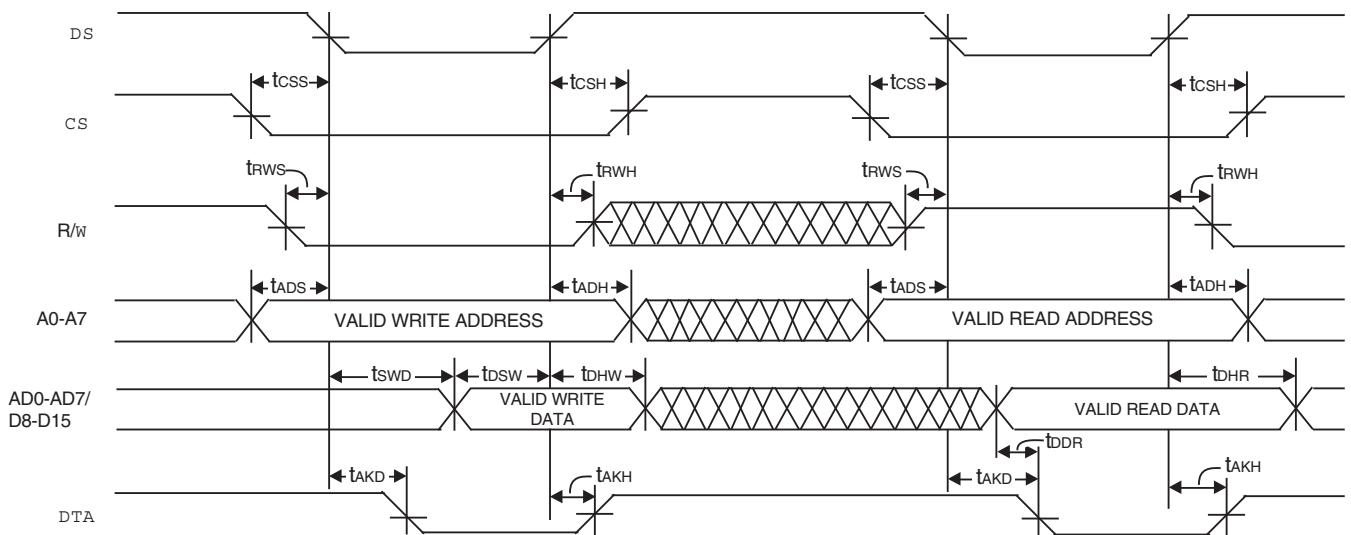 DS
tCSS tCSH tCSS tCSH
CS
tRWS tRWH tRWS tRWH
R/W
tADS tADH tADS tADH
A0-A7 VALID WRITE ADDRESS VALID READ ADDRESS
tSWD tDSW tDHW tDHR
AD0-AD7/
D8-D15
VALID WRITE
DATA
VALID READ DATA
tDDR
tAKD tAKH tAKD tAKH
DTA